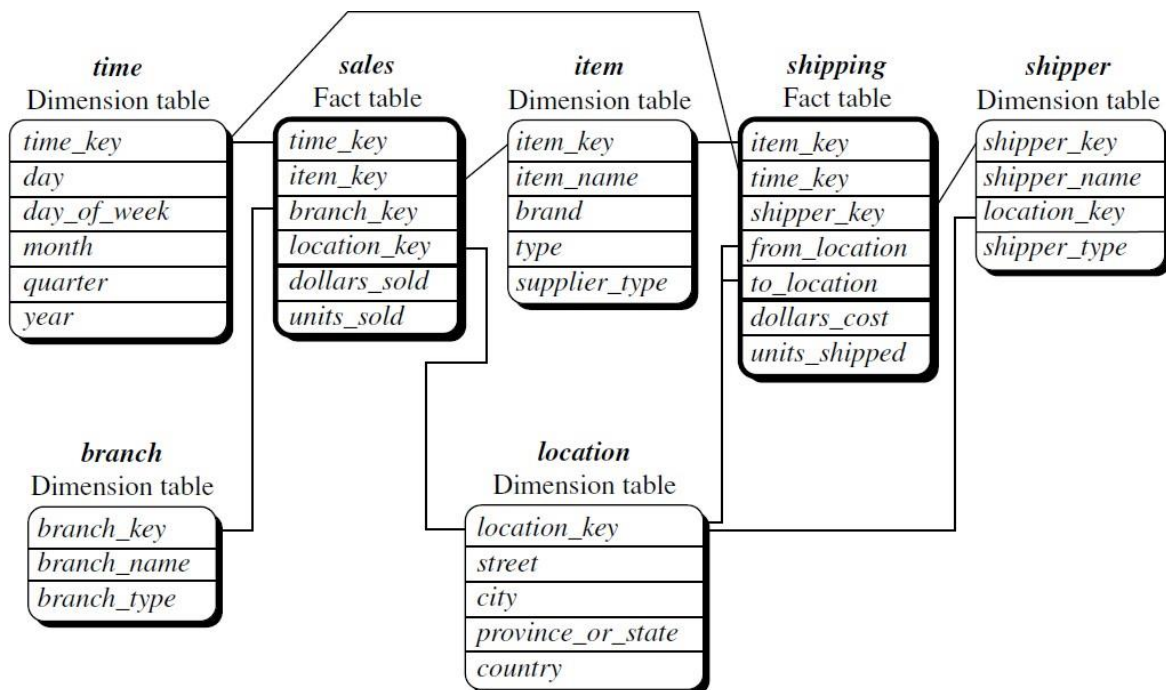 time
Dimension table
time_key
day
day_of_week
month
quarter
year
sales
Fact table
time_key
item_key
branch_key
location_key
dollars_sold
units_sold
item
Dimension table
item_key
item_name
brand
type
supplier_type
shipping
Fact table
item_key
time_key
shipper_key
from_location
to_location
dollars_cost
units_shipped
shipper
Dimension table
shipper_key
shipper_name
location_key
shipper_type
branch
Dimension table
branch_key
branch_name
branch_type
location
Dimension table
location_key
street
city
province_or_state
country